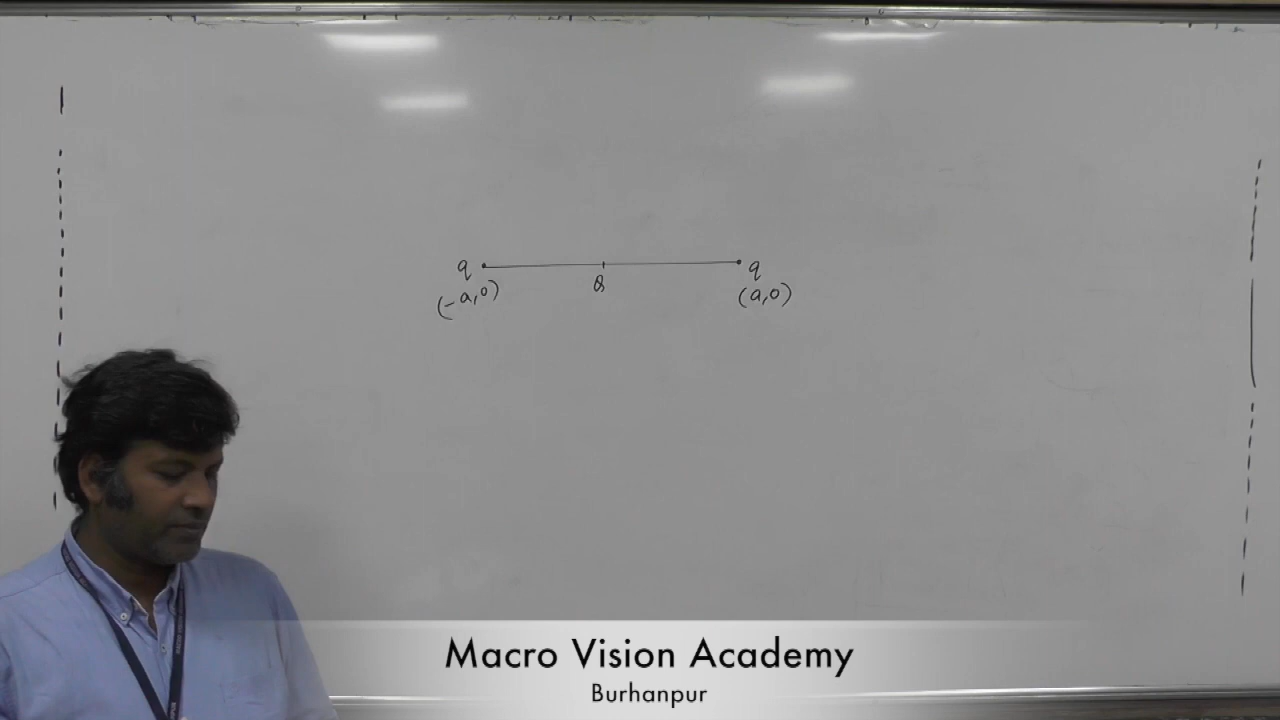 q q
(-a,0) Q (a,0)
Macro Vision Academy
Burhanpur